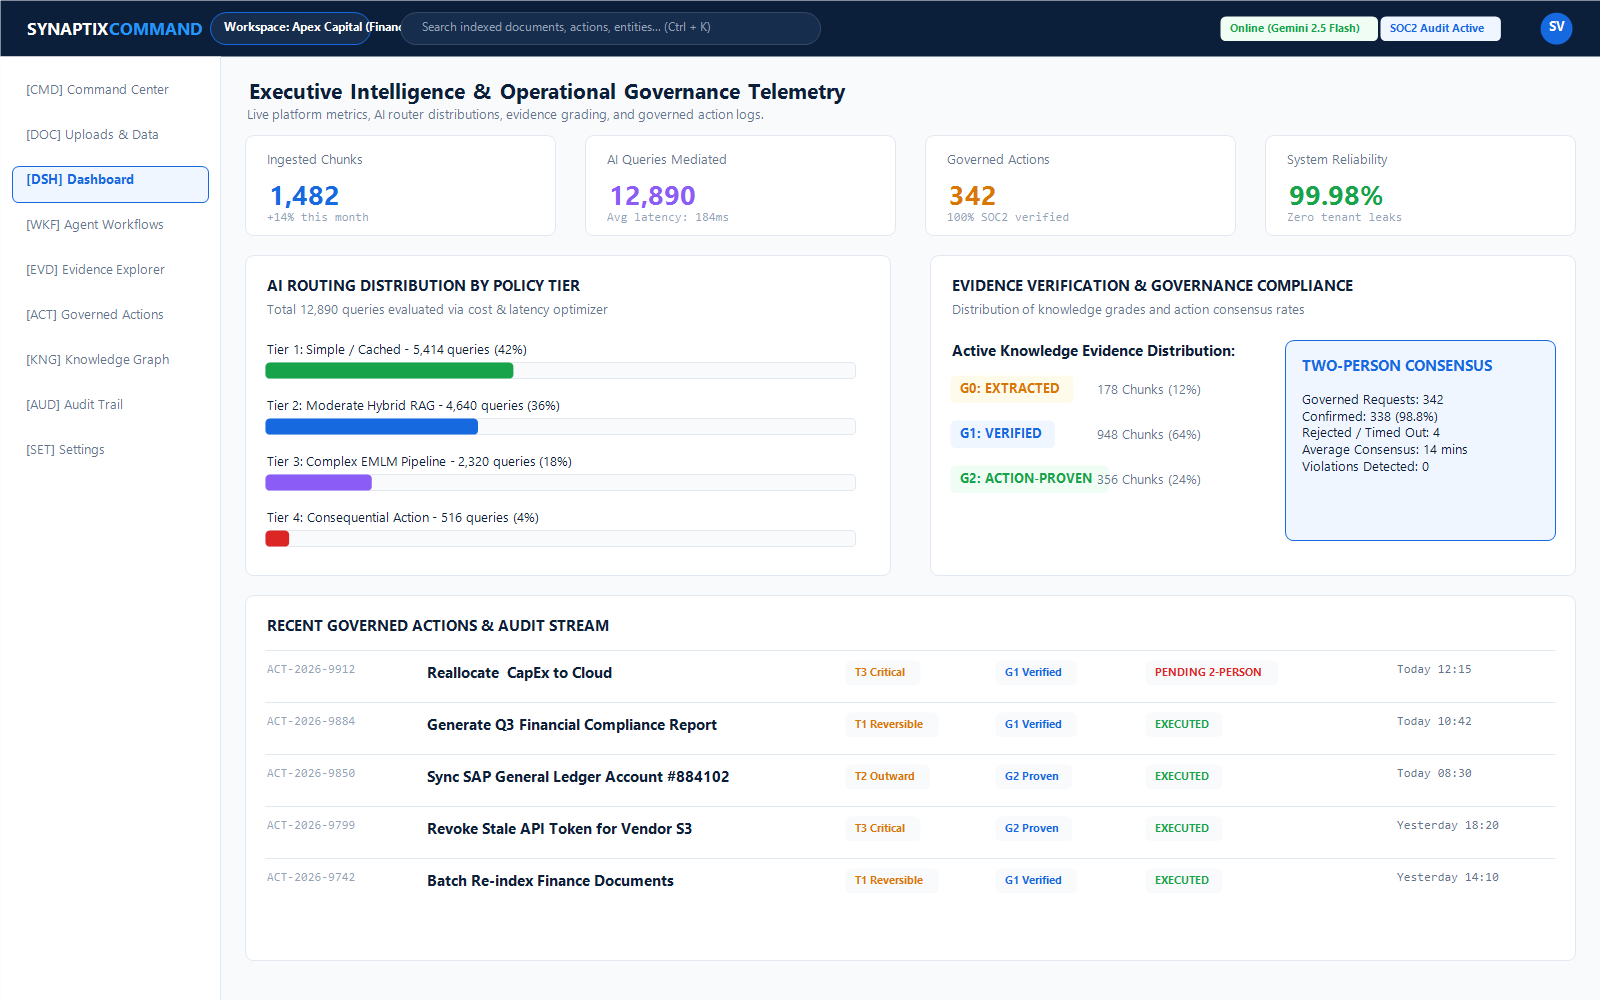 SYNAPTIXCOMMAND
Workspace: Apex Capital (Financ
Search indexed documents, actions, entities... (Ctrl + K)
Online (Gemini 2.5 Flash)
SOC2 Audit Active
SV
[CMD] Command Center
[DOC] Uploads & Data
[DSH] Dashboard
[WKF] Agent Workflows
[EVD] Evidence Explorer
[ACT] Governed Actions
[KNG] Knowledge Graph
[AUD] Audit Trail
[SET] Settings
Executive Intelligence & Operational Governance Telemetry
Live platform metrics, AI router distributions, evidence grading, and governed action logs.
Ingested Chunks
1,482
+14% this month
AI Queries Mediated
12,890
Avg latency: 184ms
Governed Actions
342
100% SOC2 verified
System Reliability
99.98%
Zero tenant leaks
AI ROUTING DISTRIBUTION BY POLICY TIER
Total 12,890 queries evaluated via cost & latency optimizer
Tier 1: Simple / Cached - 5,414 queries (42%)
Tier 2: Moderate Hybrid RAG - 4,640 queries (36%)
Tier 3: Complex EMLM Pipeline - 2,320 queries (18%)
Tier 4: Consequential Action - 516 queries (4%)
EVIDENCE VERIFICATION & GOVERNANCE COMPLIANCE
Distribution of knowledge grades and action consensus rates
Active Knowledge Evidence Distribution:
G0: EXTRACTED 178 Chunks (12%)
G1: VERIFIED 948 Chunks (64%)
G2: ACTION-PROVEN 356 Chunks (24%)
TWO-PERSON CONSENSUS
Governed Requests: 342
Confirmed: 338 (98.8%)
Rejected / Timed Out: 4
Average Consensus: 14 mins
Violations Detected: 0
RECENT GOVERNED ACTIONS & AUDIT STREAM
ACT-2026-9912 Reallocate CapEx to Cloud T3 Critical G1 Verified PENDING 2-PERSON Today 12:15
ACT-2026-9884 Generate Q3 Financial Compliance Report T1 Reversible G1 Verified EXECUTED Today 10:42
ACT-2026-9850 Sync SAP General Ledger Account #884102 T2 Outward G2 Proven EXECUTED Today 08:30
ACT-2026-9799 Revoke Stale API Token for Vendor S3 T3 Critical G2 Proven EXECUTED Yesterday 18:20
ACT-2026-9742 Batch Re-index Finance Documents T1 Reversible G1 Verified EXECUTED Yesterday 14:10